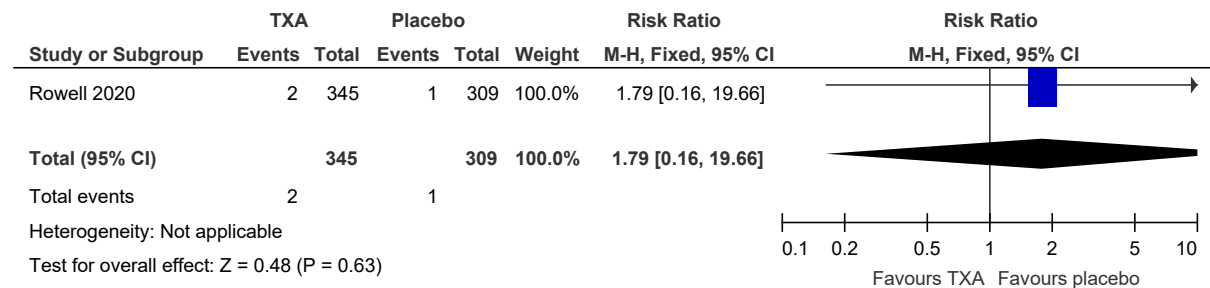 TXA Placebo Risk Ratio Risk Ratio
Study or Subgroup Events Total Events Total Weight M-H, Fixed, 95% CI M-H, Fixed, 95% CI
Rowell 2020 2 345 1 309 100.0% 1.79 [0.16, 19.66]
Total (95% CI) 345 309 100.0% 1.79 [0.16, 19.66]
Total events 2 1
Heterogeneity: Not applicable
Test for overall effect: Z = 0.48 (P = 0.63)
0.1 0.2 0.5 1 2 5 10
Favours TXA Favours placebo